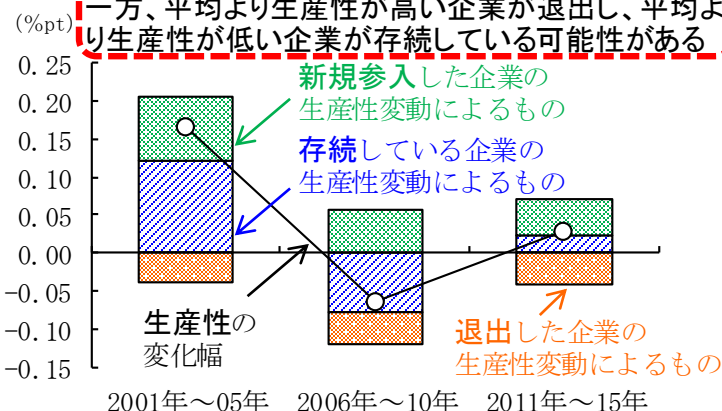 一方、平均より生産性が高い企業が退出し、平均よ
り生産性が低い企業が存続している可能性がある
(%pt)
0.25
0.20
0.15
0.10
0.05
0.00
-0.05
-0.10
-0.15
新規参入した企業の
生産性変動によるもの
存続している企業の
生産性変動によるもの
生産性の
変化幅
退出した企業の
生産性変動によるもの
2001年～05年 2006年～10年 2011年～15年